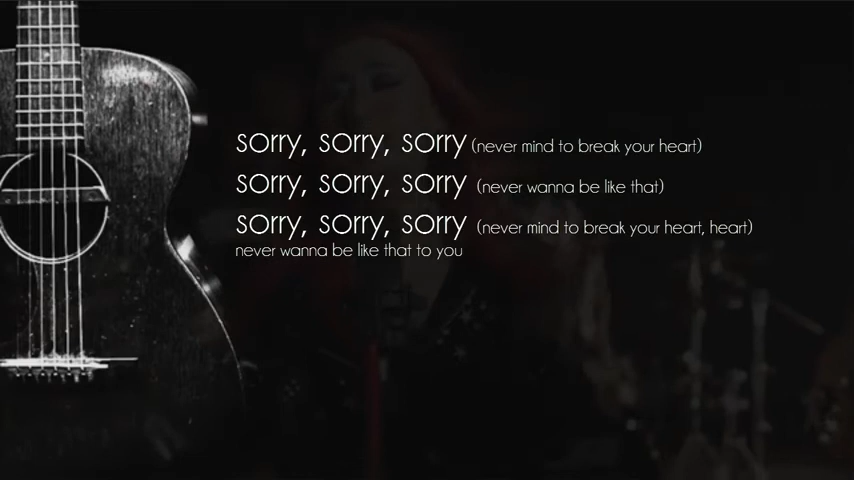 sorry, sorry, sorry (never mind to break your heart)
sorry, sorry, sorry (never wanna be like that)
sorry, sorry, sorry (never mind to break your heart, heart)
never wanna be like that to you